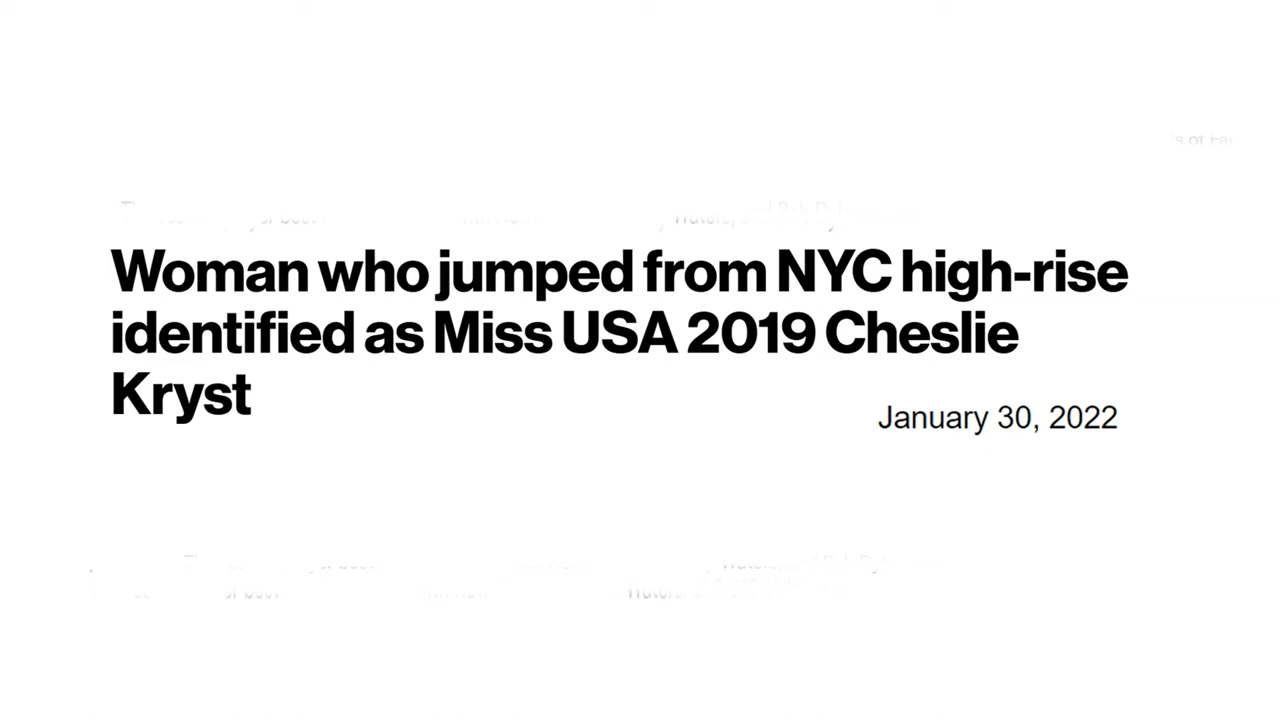 Woman who jumped from NYC high-rise
identified as Miss USA 2019 Cheslie
Kryst
January 30, 2022